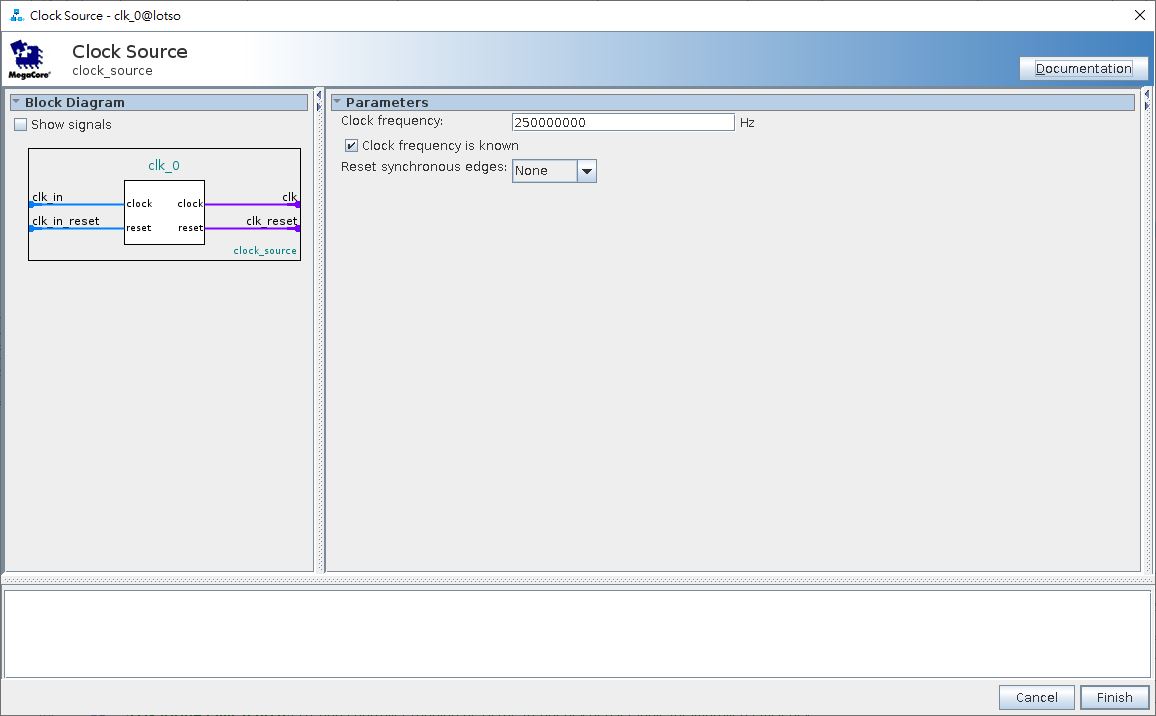 Clock Source - clk_0@lotso
MegaCore®
Clock Source
clock_source
Documentation
Block Diagram
Show signals
clk_0
clk_in
clk
clock
clock
clk_in_reset
clk_reset
reset
reset
clock_source
Parameters
Clock frequency:
250000000
Hz
Clock frequency is known
Reset synchronous edges:
None
Cancel
Finish